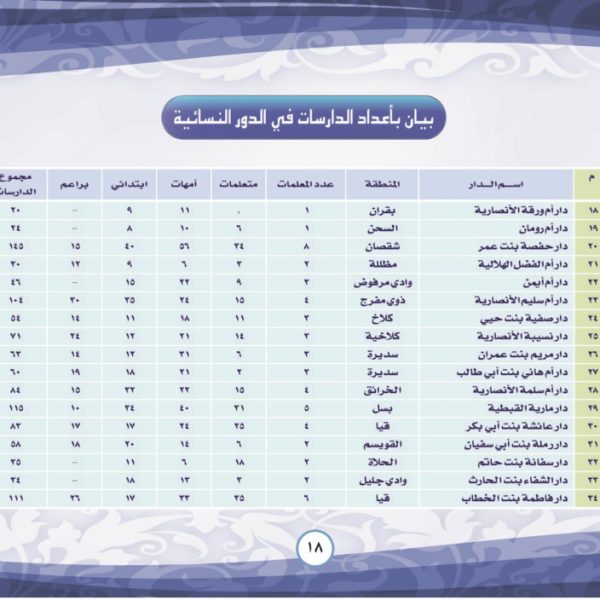 بيان بأعداد الدارسات في الدور النسائية
م اسم الدار المنطقة عدد المعلمات متعلمات أمهات ابتدائي براعم مجموع الدارسات
١٨ دار أم ورقة الأنصارية بقران ١ . ١١ ٩ – ٢٠
١٩ دار أم رومان السحن ١ ٦ ١٠ ٨ – ٢٤
٢٠ دار حفصة بنت عمر شقصان ٨ ٣٤ ٥٦ ٤٠ ١٥ ١٤٥
٢١ دار أم الفضل الهلالية مظللة ٢ ٣ ٦ ٩ ١٢ ٣٠
٢٢ دار أم أيمن وادي مرفوض ٣ ٩ ٢٢ ١٥ – ٤٦
٢٣ دار أم سليم الأنصارية ذوي مفرج ٤ ١٥ ٢٤ ٣٥ ٣٠ ١٠٤
٢٤ دار صفية بنت حيي كلاخ ٣ ١١ ١٨ ١١ ١٤ ٥٤
٢٥ دار نسيبة الأنصارية كلاخية ٣ ١٤ ٢١ ١٢ ٢٤ ٧١
٢٦ دار مريم بنت عمران سديرة ٣ ٦ ٣١ ١٢ ١٤ ٦٣
٢٧ دار أم هاني بنت أبي طالب سديرة ٣ ٢ ٢١ ١٨ ١٩ ٦٠
٢٨ دار أم سلمة الأنصارية الخرانق ٤ ١٥ ٢٢ ٣٢ ١٥ ٨٤
٢٩ دار مارية القبطية بسل ٥ ٣١ ٤٠ ٣٤ ١٠ ١١٥
٣٠ دار عائشة بنت أبي بكر قيا ٤ ٢٥ ٢٤ ١٧ ١٧ ٨٣
٣١ دار رملة بنت أبي سفيان القويسم ٢ ٦ ١٤ ٢٠ ١٨ ٥٨
٣٢ دار سفانة بنت حاتم الحلاة ٢ ١٨ ٦ ١١ – ٣٥
٣٣ دار الشفاء بنت الحارث وادي جليل ٢ ٣ ١٣ ١٨ – ٣٤
٣٤ دار فاطمة بنت الخطاب قيا ٦ ٣٥ ٣٣ ١٧ ٢٦ ١١١
١٨